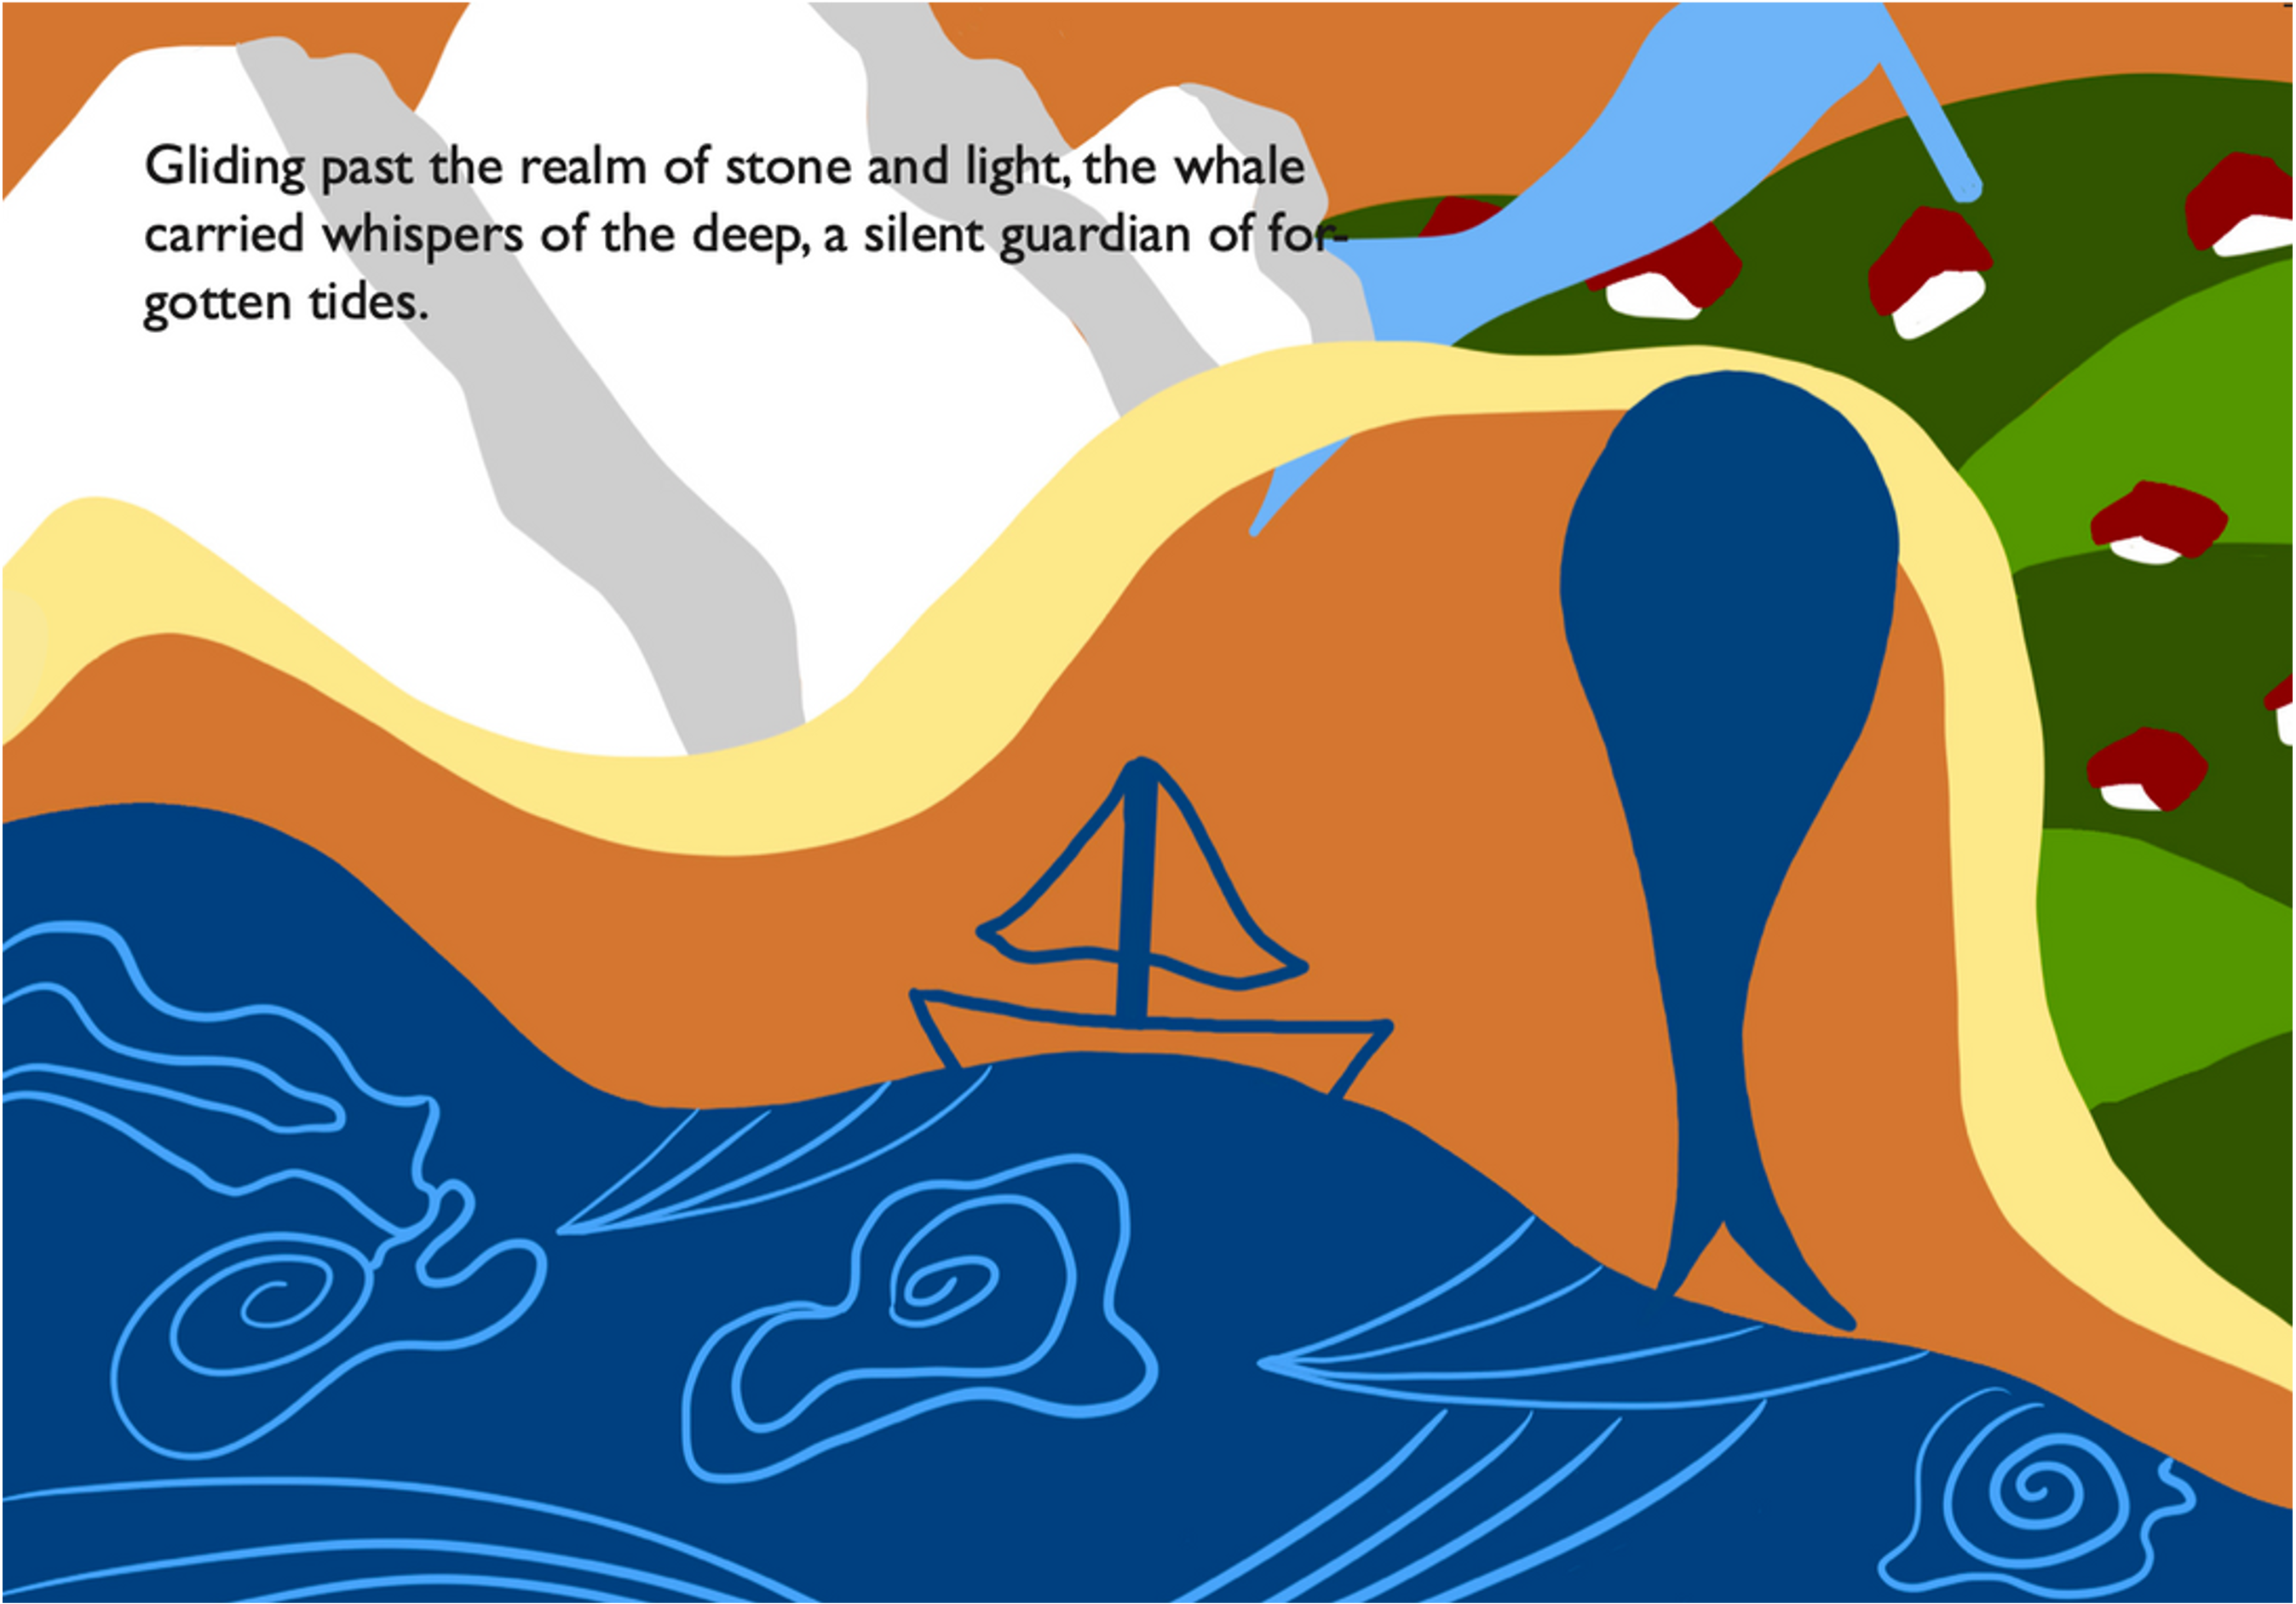 Gliding past the realm of stone and light, the whale
carried whispers of the deep, a silent guardian of for-
gotten tides.